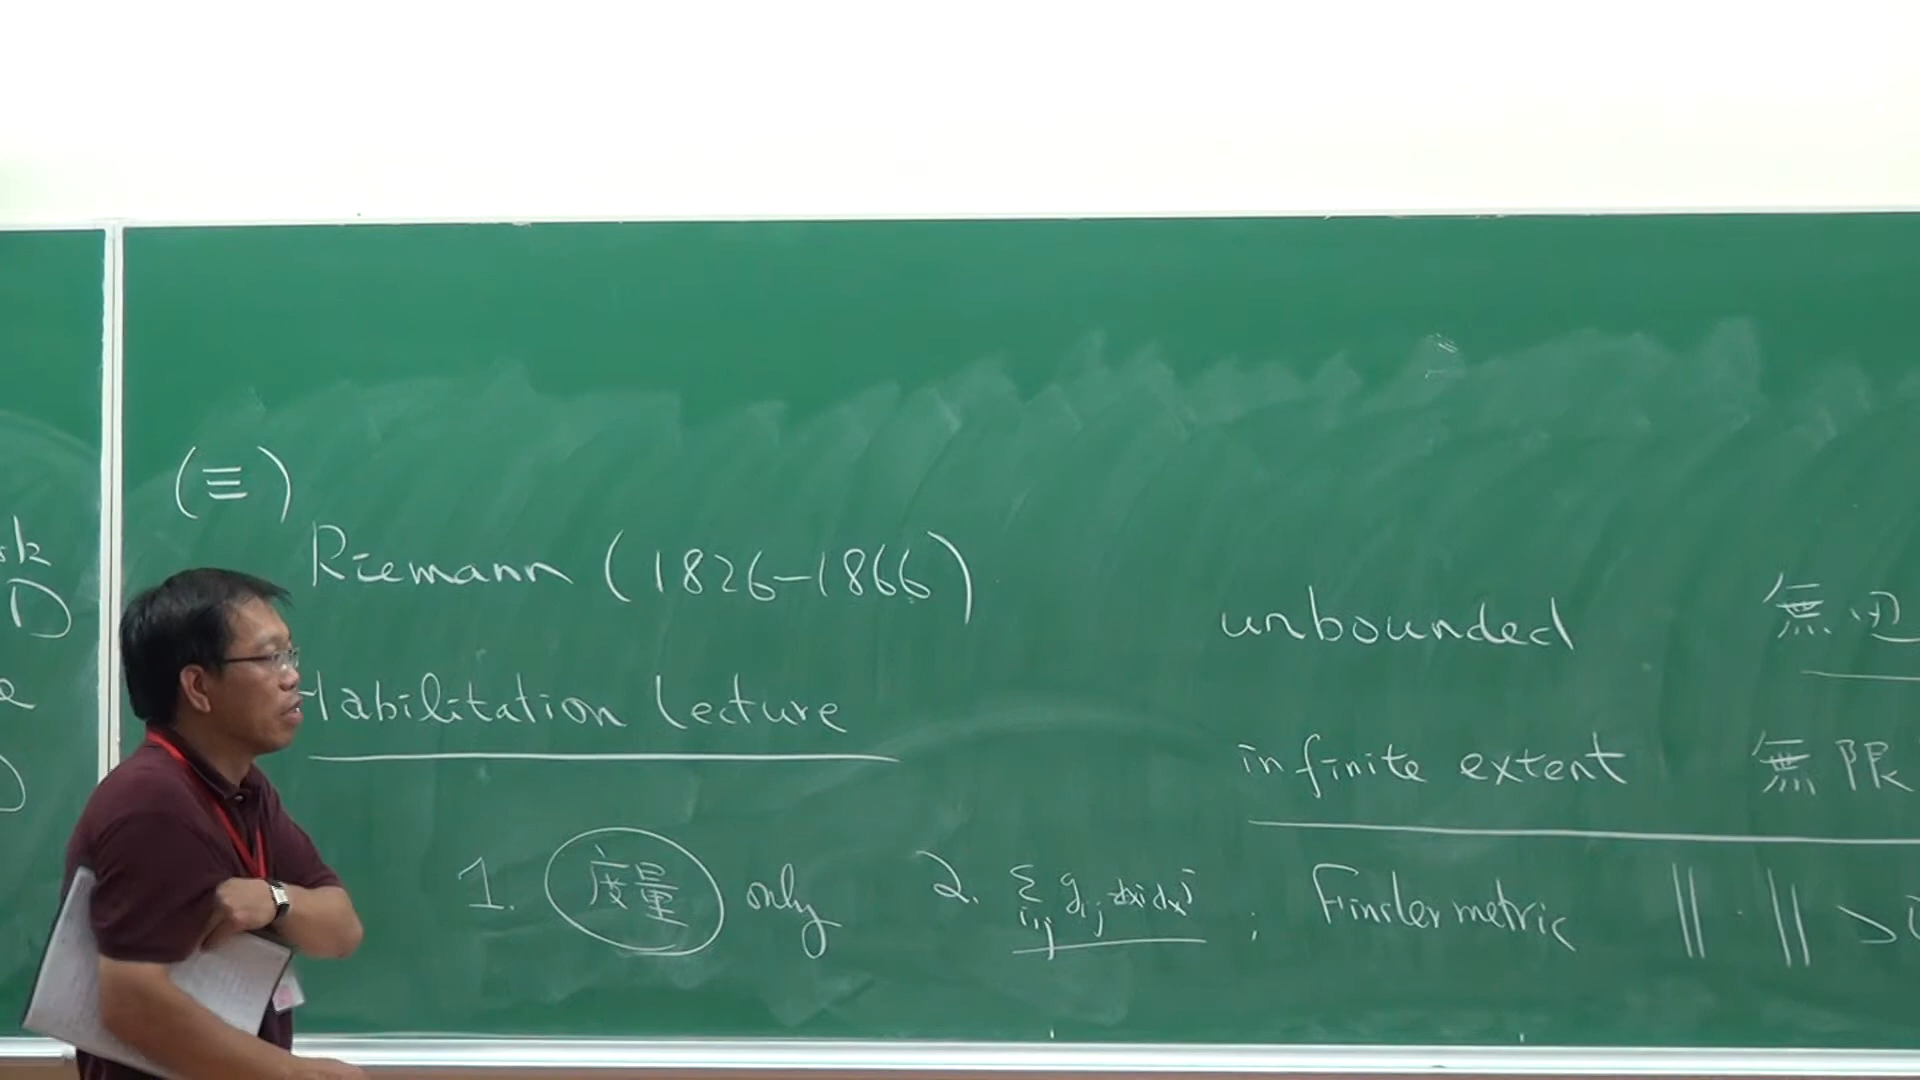 (三)
Riemann (1826-1866)
Habilitation Lecture
unbounded 無边
infinite extent 無限
1. 度量 only 2. Σ i,j g i j dx^i dx^j ; Finsler metric ‖ · ‖ >